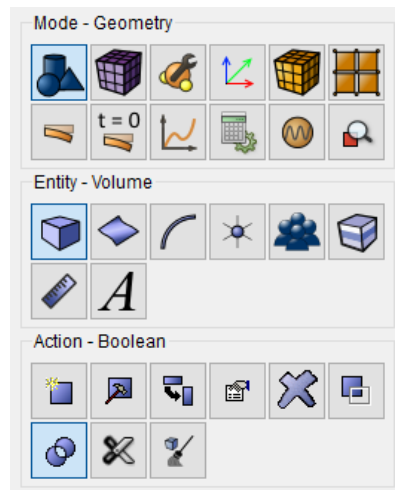 Mode - Geometry
t = 0
Entity - Volume
A
Action - Boolean